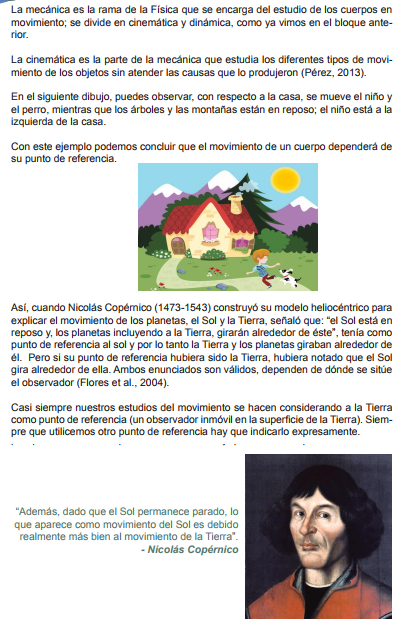 La mecánica es la rama de la Física que se encarga del estudio de los cuerpos en
movimiento; se divide en cinemática y dinámica, como ya vimos en el bloque ante-
rior.
La cinemática es la parte de la mecánica que estudia los diferentes tipos de movi-
miento de los objetos sin atender las causas que lo produjeron (Pérez, 2013).
En el siguiente dibujo, puedes observar, con respecto a la casa, se mueve el niño y
el perro, mientras que los árboles y las montañas están en reposo; el niño está a la
izquierda de la casa.
Con este ejemplo podemos concluir que el movimiento de un cuerpo dependerá de
su punto de referencia.
Así, cuando Nicolás Copérnico (1473-1543) construyó su modelo heliocéntrico para
explicar el movimiento de los planetas, el Sol y la Tierra, señaló que: “el Sol está en
reposo y, los planetas incluyendo a la Tierra, girarán alrededor de éste”, tenía como
punto de referencia al sol y por lo tanto la Tierra y los planetas giraban alrededor de
él. Pero si su punto de referencia hubiera sido la Tierra, hubiera notado que el Sol
gira alrededor de ella. Ambos enunciados son válidos, dependen de dónde se sitúe
el observador (Flores et al., 2004).
Casi siempre nuestros estudios del movimiento se hacen considerando a la Tierra
como punto de referencia (un observador inmóvil en la superficie de la Tierra). Siem-
pre que utilicemos otro punto de referencia hay que indicarlo expresamente.
“Además, dado que el Sol permanece parado, lo
que aparece como movimiento del Sol es debido
realmente más bien al movimiento de la Tierra”.
- Nicolás Copérnico